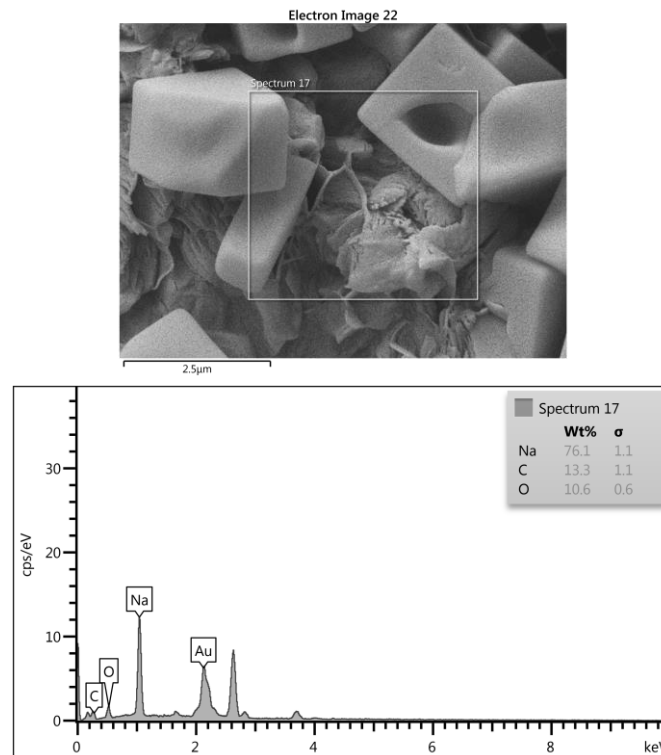 Electron Image 22
Spectrum 17
2.5µm
Spectrum 17
Wt% σ
Na 76.1 1.1
C 13.3 1.1
O 10.6 0.6
cps/eV
30
20
10
0
Na
Au
O
C
0 2 4 6 8 keV